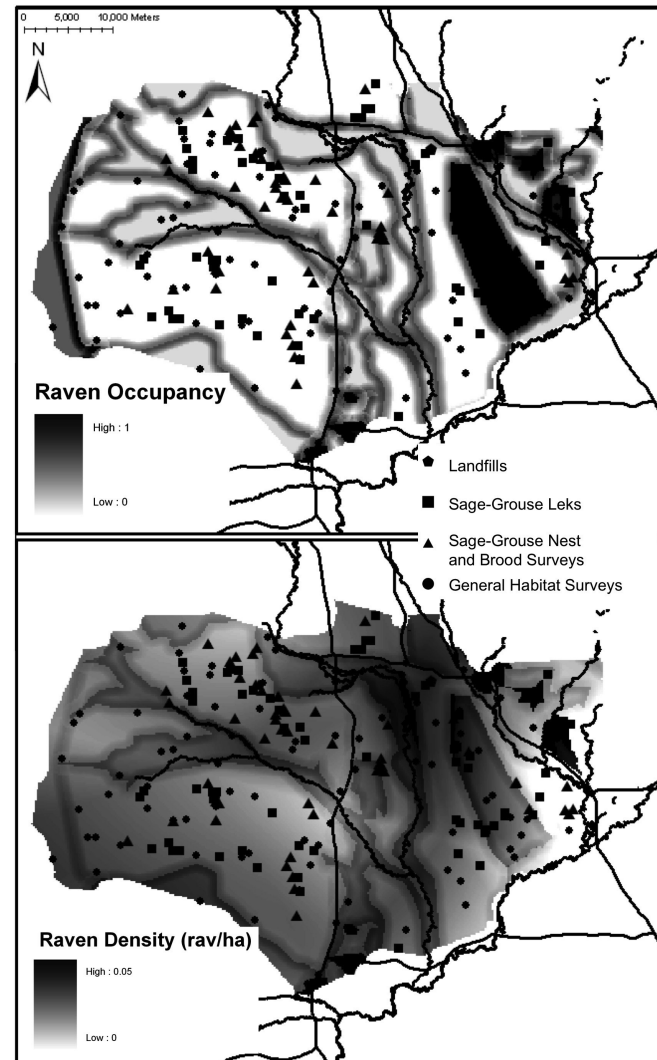 0 5,000 10,000 Meters
N
Raven Occupancy
High : 1
Low : 0
Landfills
Sage-Grouse Leks
Sage-Grouse Nest
and Brood Surveys
General Habitat Surveys
Raven Density (rav/ha)
High : 0.05
Low : 0